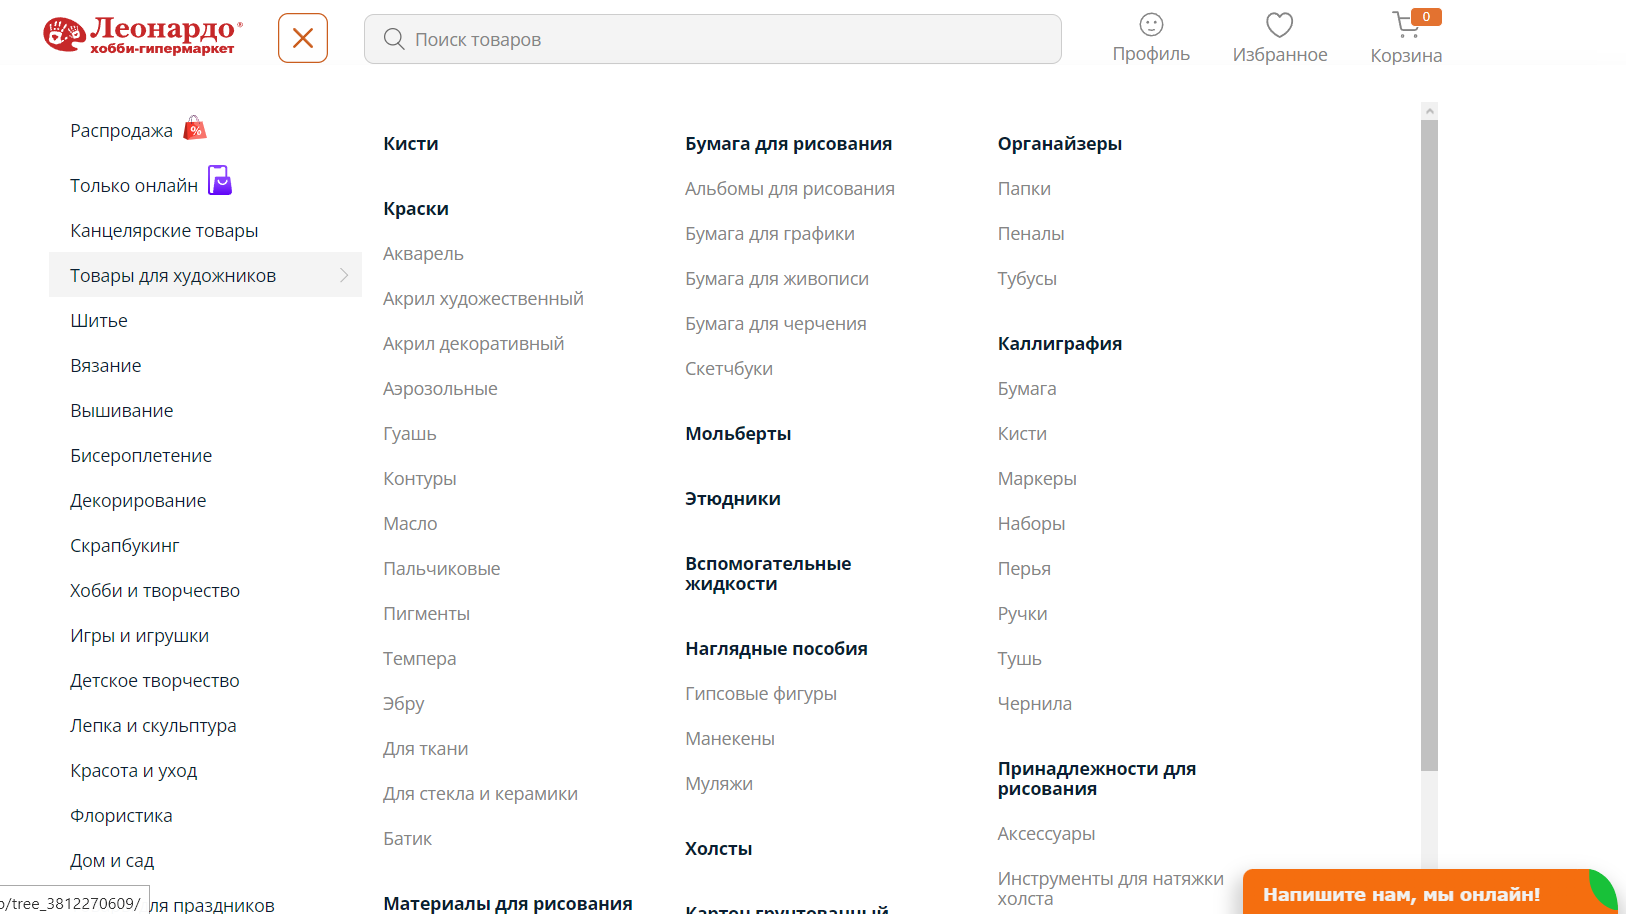 Леонардо®
хобби-гипермаркет
Поиск товаров
Профиль
Избранное
0
Корзина
Распродажа
%
Только онлайн
Канцелярские товары
Товары для художников
Шитье
Вязание
Вышивание
Бисероплетение
Декорирование
Скрапбукинг
Хобби и творчество
Игры и игрушки
Детское творчество
Лепка и скульптура
Красота и уход
Флористика
Дом и сад
ля праздников
o/tree_3812270609/
Кисти
Краски
Акварель
Акрил художественный
Акрил декоративный
Аэрозольные
Гуашь
Контуры
Масло
Пальчиковые
Пигменты
Темпера
Эбру
Для ткани
Для стекла и керамики
Батик
Материалы для рисования
Бумага для рисования
Альбомы для рисования
Бумага для графики
Бумага для живописи
Бумага для черчения
Скетчбуки
Мольберты
Этюдники
Вспомогательные
жидкости
Наглядные пособия
Гипсовые фигуры
Манекены
Муляжи
Холсты
Картон грунтованный
Органайзеры
Папки
Пеналы
Тубусы
Каллиграфия
Бумага
Кисти
Маркеры
Наборы
Перья
Ручки
Тушь
Чернила
Принадлежности для
рисования
Аксессуары
Инструменты для натяжки
холста
Напишите нам, мы онлайн!